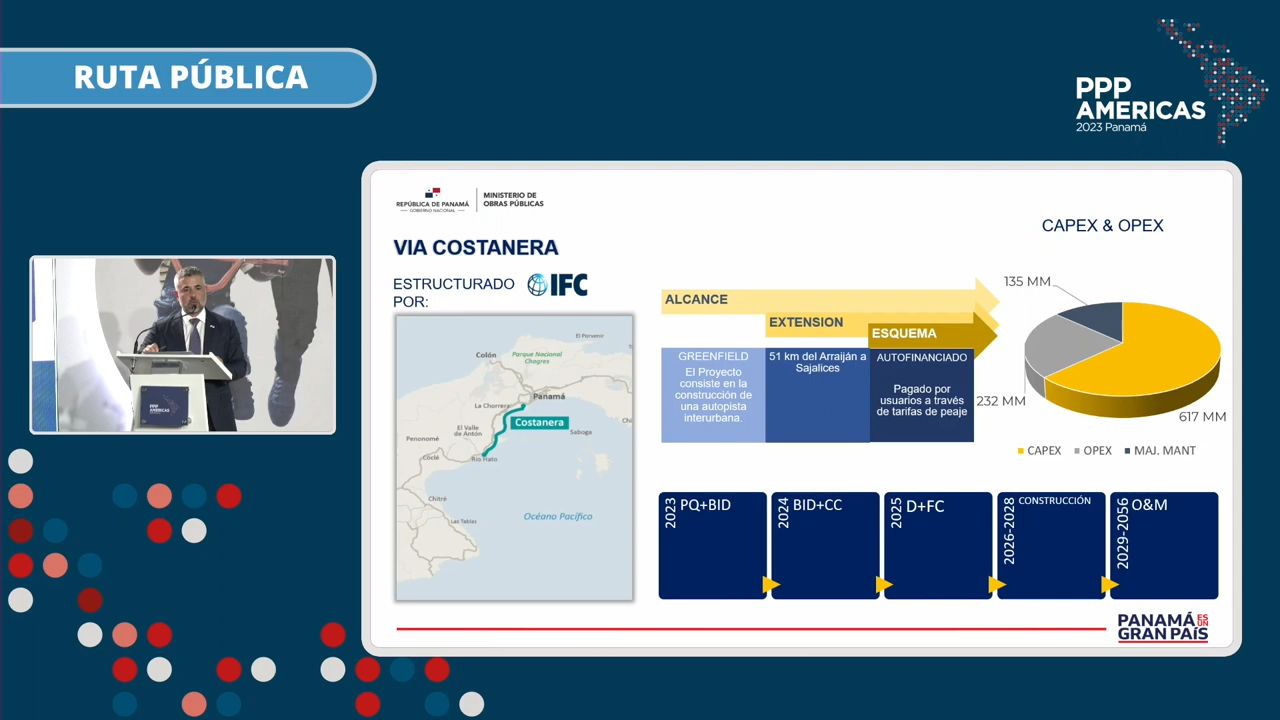 RUTA PÚBLICA
PPP
AMERICAS
2023 Panamá
REPÚBLICA DE PANAMÁ
— GOBIERNO NACIONAL —
MINISTERIO DE
OBRAS PÚBLICAS
VIA COSTANERA
ESTRUCTURADO
POR:
IFC
El Porvenir
Colón
Parque Nacional
Chagres
Panamá
La Chorrera
Costanera
Saboga
El Valle
de Antón
Penonomé
Coclé
Río Hato
Chitré
Las Tablas
Océano Pacífico
ALCANCE
EXTENSION
ESQUEMA
GREENFIELD
El Proyecto
consiste en la
construcción de
una autopista
interurbana.
51 km del Arraiján a
Sajalices
AUTOFINANCIADO
Pagado por
usuarios a través
de tarifas de peaje
CAPEX & OPEX
135 MM
232 MM
617 MM
CAPEX
OPEX
MAJ. MANT
2023
PQ+BID
2024
BID+CC
2025
D+FC
2026-2028
CONSTRUCCIÓN
2029-2056
O&M
PANAMÁ ES UN
GRAN PAÍS
PPP
AMERICAS